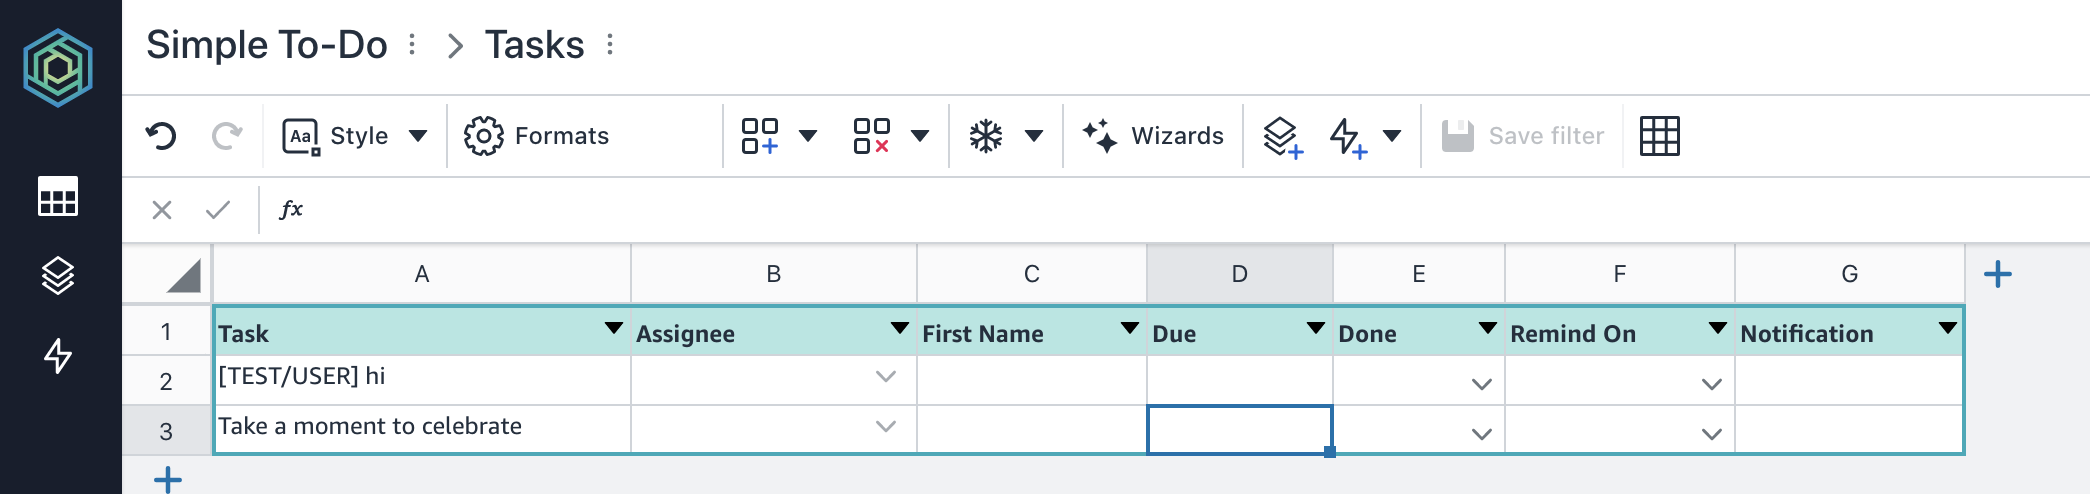 Simple To-Do > Tasks
Aa Style Formats Wizards Save filter
fx
A B C D E F G
1 Task Assignee First Name Due Done Remind On Notification
2 [TEST/USER] hi
3 Take a moment to celebrate